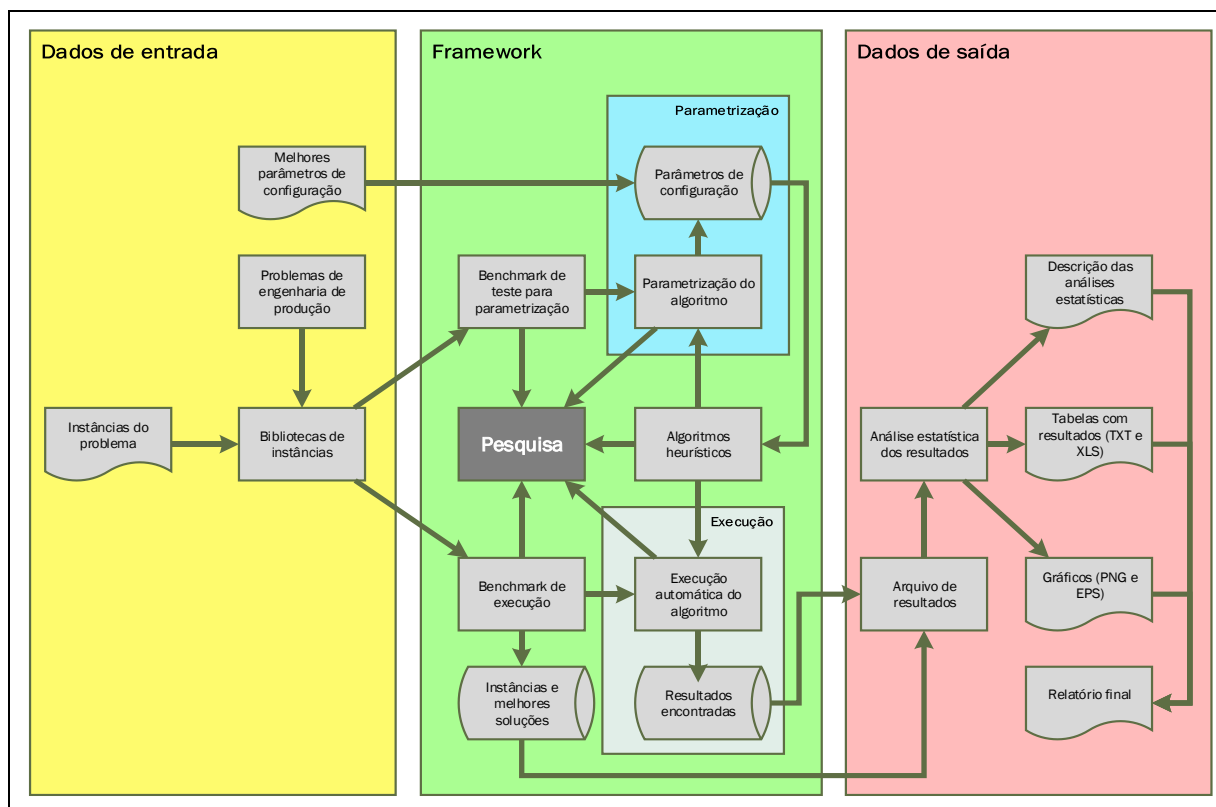 Dados de entrada
Melhores
parâmetros de
configuração
Problemas de
engenharia de
produção
Instâncias do
problema
Bibliotecas de
instâncias
Framework
Parametrização
Parâmetros de
configuração
Benchmark de
teste para
parametrização
Parametrização do
algoritmo
Pesquisa
Algoritmos
heurísticos
Execução
Benchmark de
execução
Execução
automática do
algoritmo
Instâncias e
melhores
soluções
Resultados
encontradas
Dados de saída
Descrição das
análises
estatísticas
Análise estatística
dos resultados
Tabelas com
resultados (TXT e
XLS)
Arquivo de
resultados
Gráficos (PNG e
EPS)
Relatório final